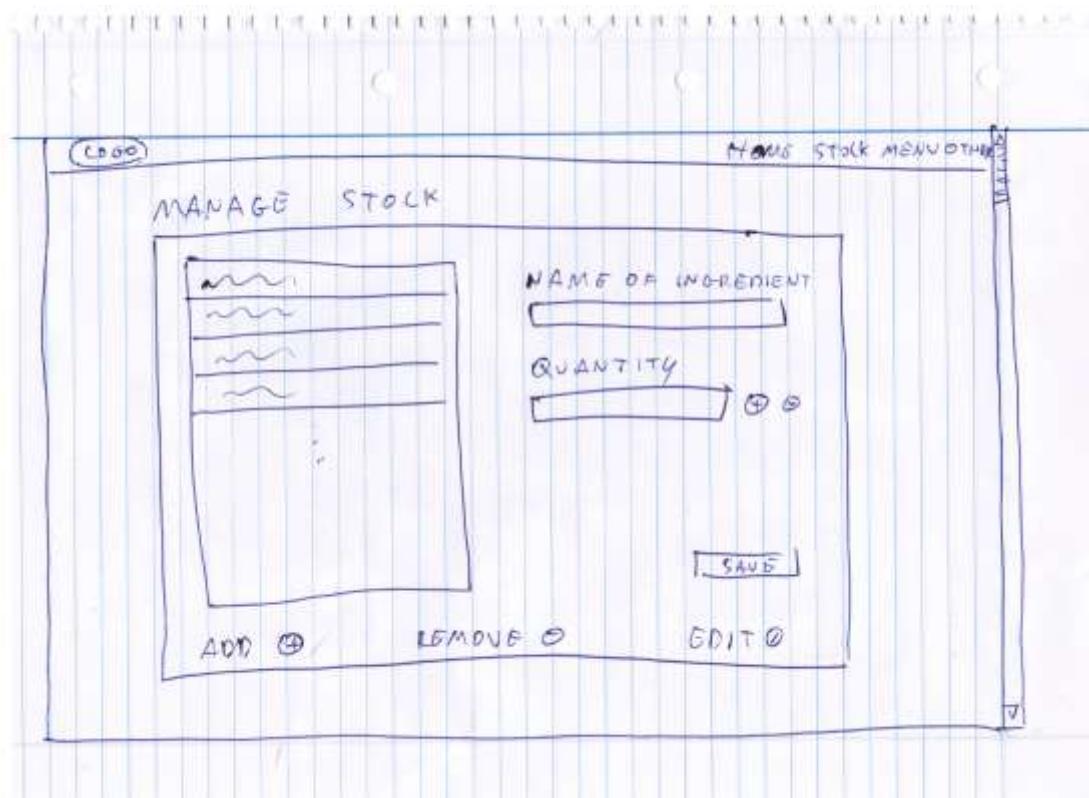 LOGO
HOME STOCK MENU OTHER
MANAGE STOCK
NAME OF INGREDIENT
QUANTITY
SAVE
ADD
REMOVE
EDIT